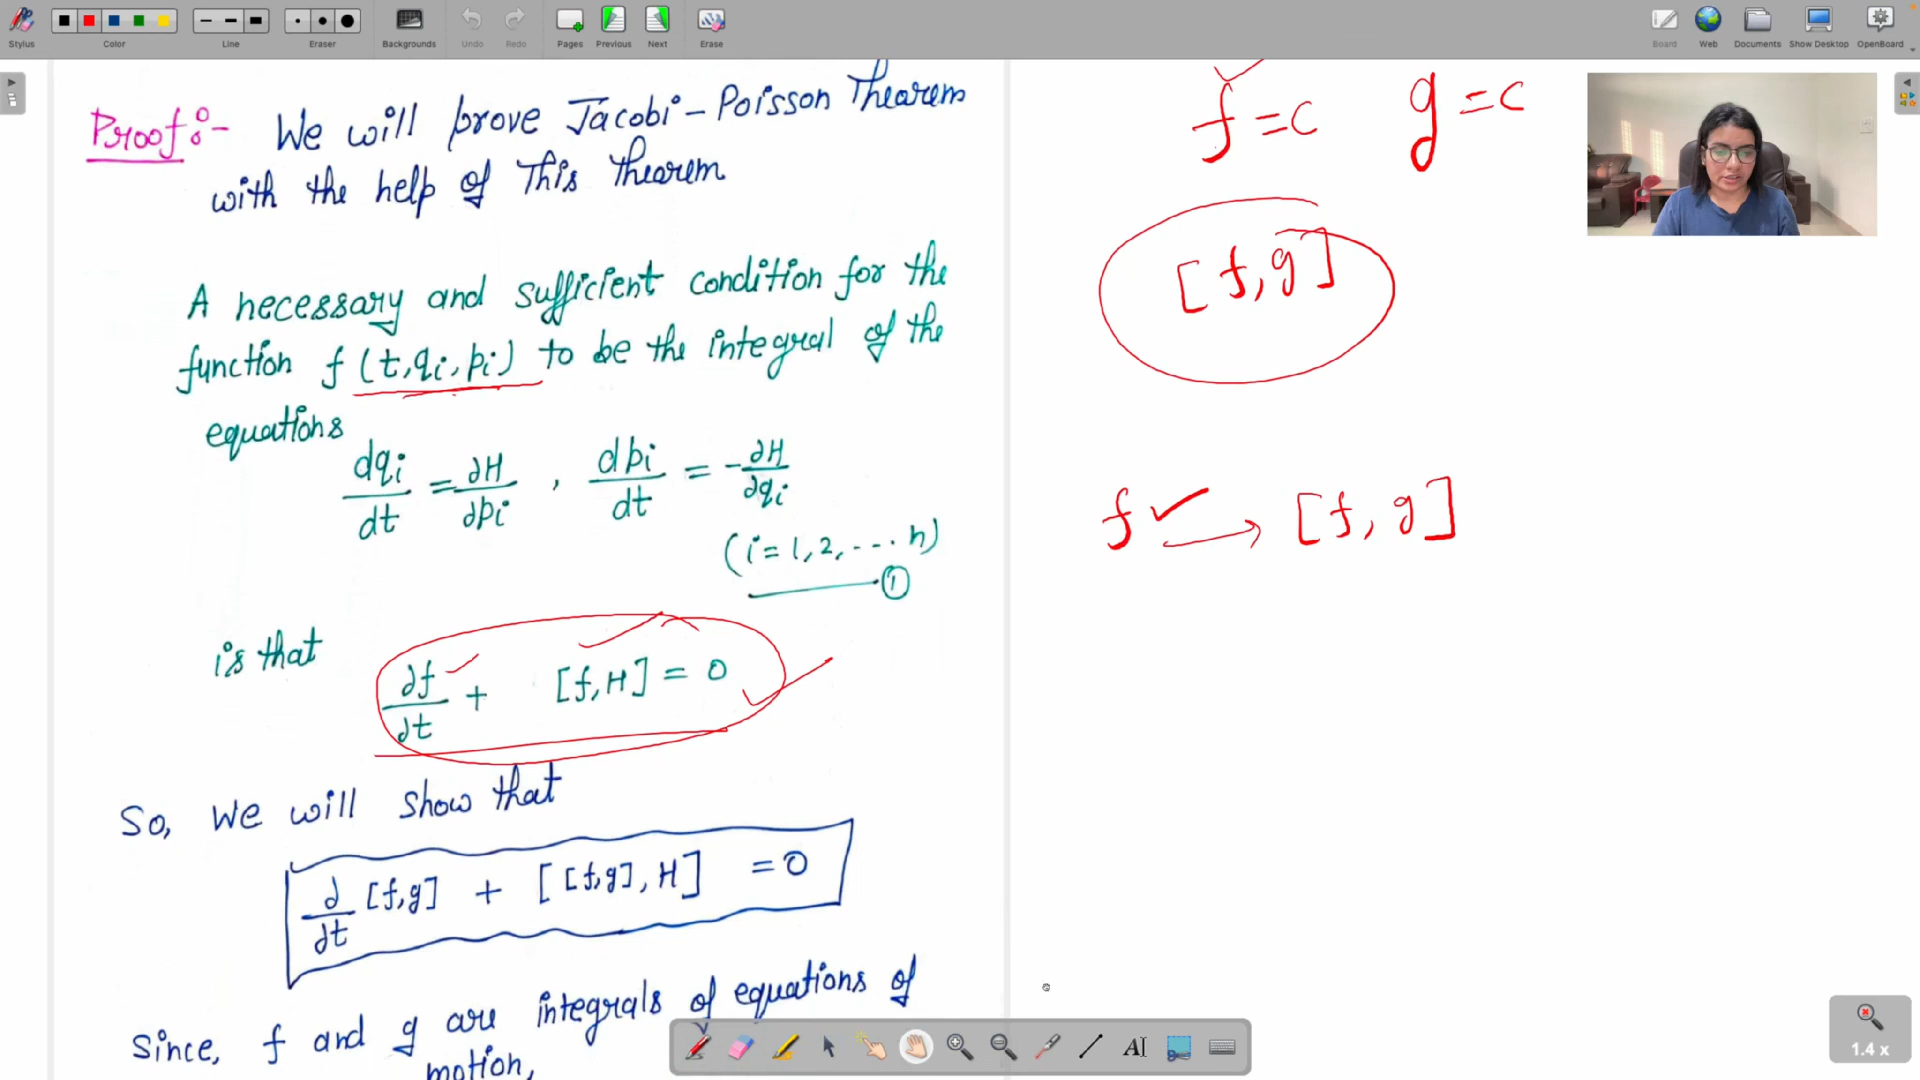 Stylus
Color
Line
Eraser
Backgrounds
Undo
Redo
Pages
Previous
Next
Erase
Board
Web
Documents
Show Desktop
OpenBoard
Proof:- We will prove Jacobi-Poisson Theorem
with the help of This Theorem
A necessary and sufficient condition for the
function f (t, qi, pi) to be the integral of the
equations
dqi/dt = ∂H/∂pi , dpi/dt = -∂H/∂qi
(i = 1, 2, ... n)
①
is that
∂f/∂t + [f, H] = 0
So, We will show that
∂/∂t [f,g] + [[f,g], H] = 0
Since, f and g are integrals of equations of
motion,
f = c g = c
[f, g]
f → [f, g]
1.4 x